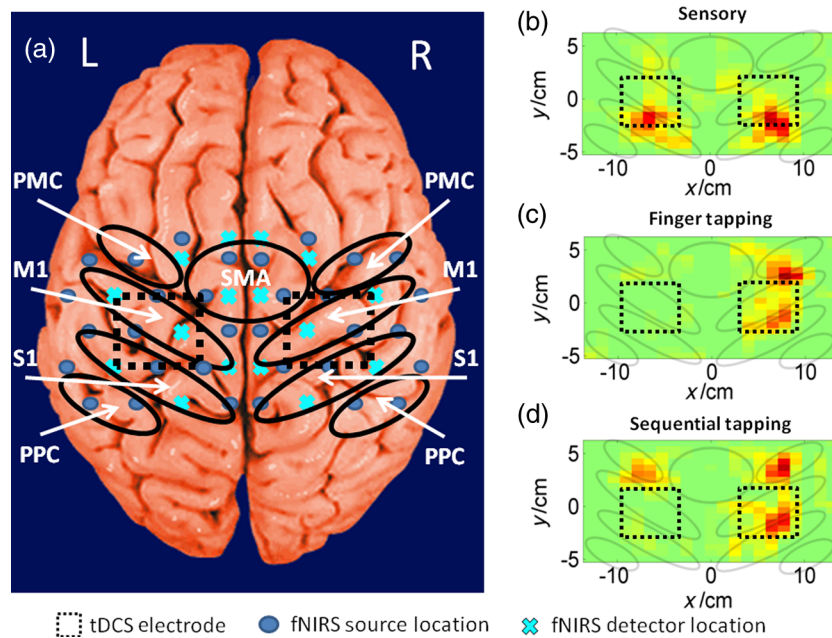 (a)
L
R
PMC
PMC
SMA
M1
M1
S1
S1
PPC
PPC
(b)
Sensory
y/cm
5
0
-5
-10
0
10
x/cm
(c)
Finger tapping
y/cm
5
0
-5
-10
0
10
x/cm
(d)
Sequential tapping
y/cm
5
0
-5
-10
0
10
x/cm
tDCS electrode
fNIRS source location
fNIRS detector location